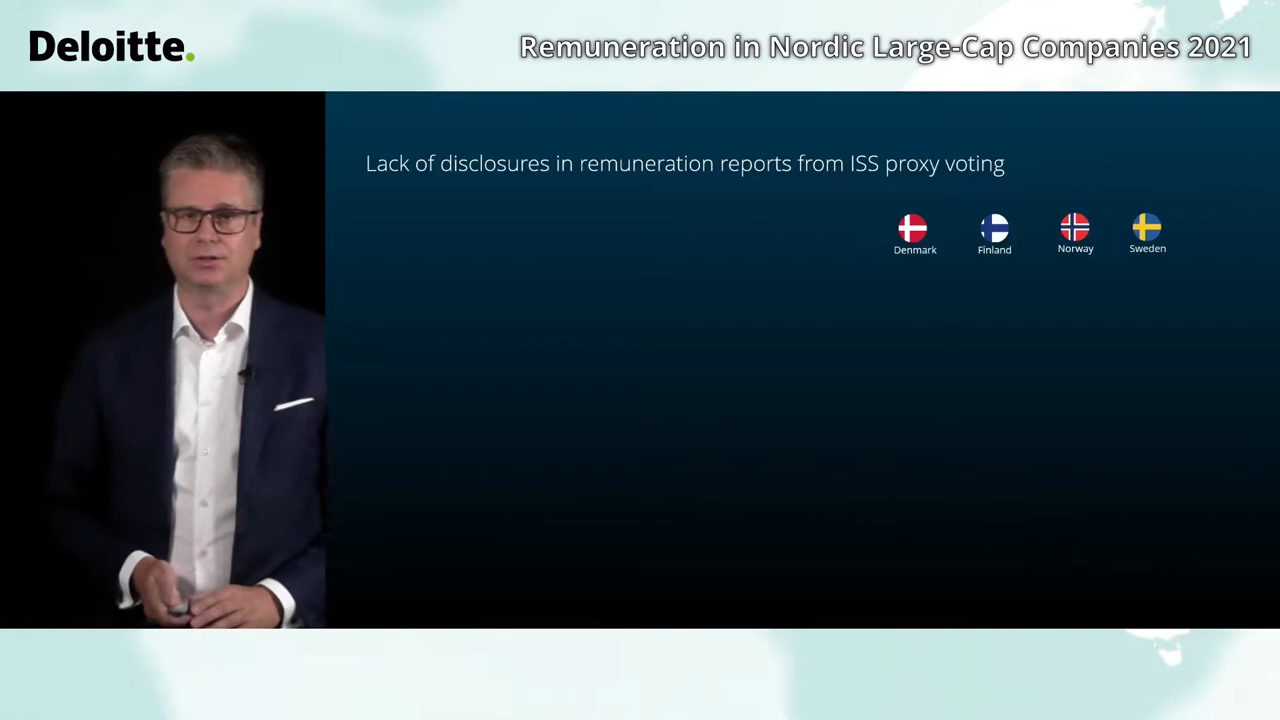 Deloitte.
Remuneration in Nordic Large-Cap Companies 2021
Lack of disclosures in remuneration reports from ISS proxy voting
Denmark Finland Norway Sweden